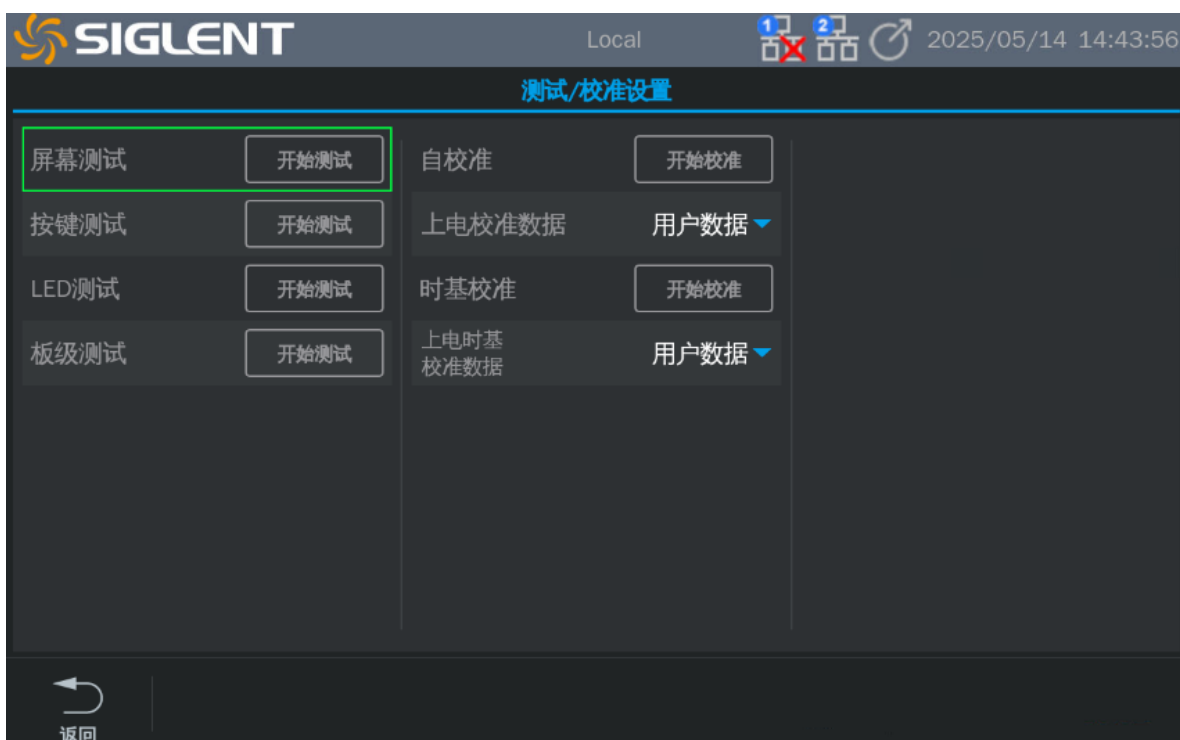 SIGLENT Local 1 2 2025/05/14 14:43:56
测试/校准设置
屏幕测试 开始测试
按键测试 开始测试
LED测试 开始测试
板级测试 开始测试
自校准 开始校准
上电校准数据 用户数据
时基校准 开始校准
上电时基
校准数据 用户数据
返回